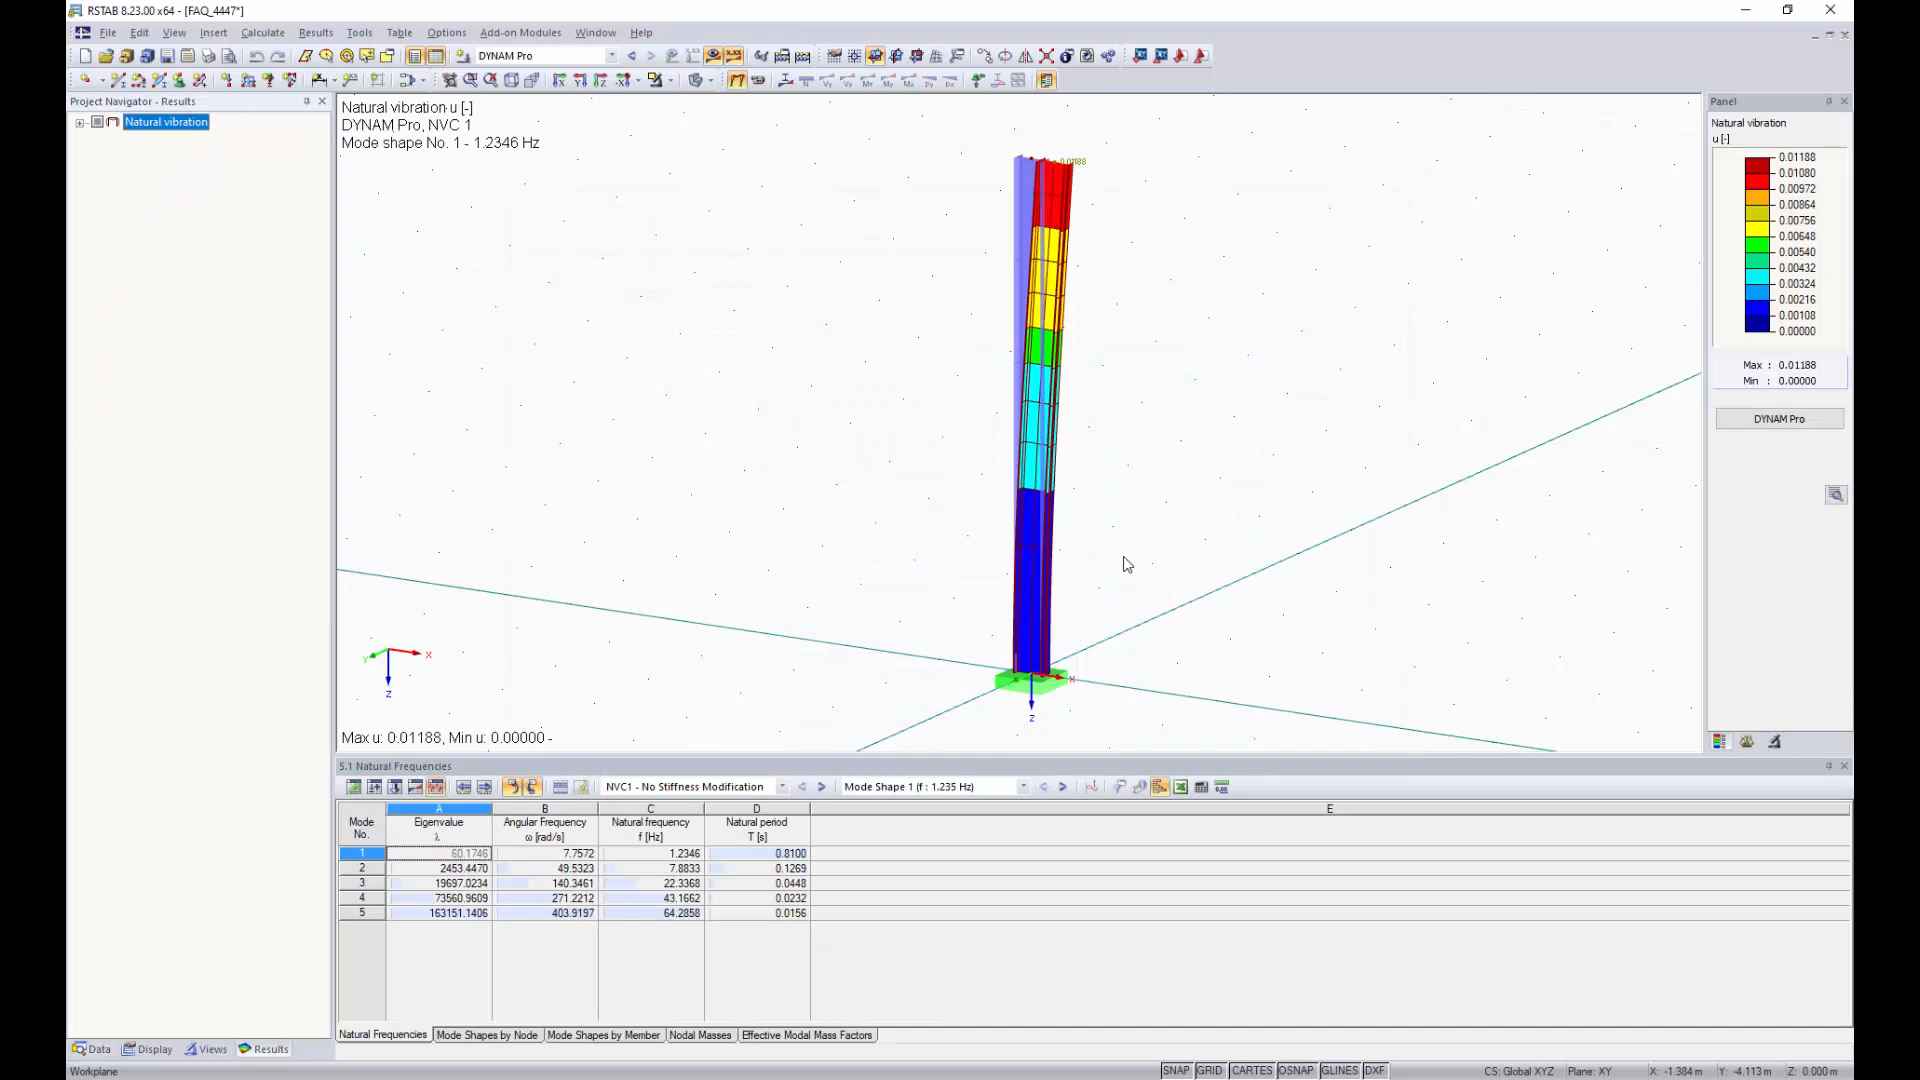 RSTAB 8.23.00 x64 - [FAQ_4447*]
File Edit View Insert Calculate Results Tools Table Options Add-on Modules Window Help
DYNAM Pro
Project Navigator - Results
Natural vibration
Natural vibration u [-]
DYNAM Pro, NVC 1
Mode shape No. 1 - 1.2346 Hz
0.01188
X
Y
Z
X
Z
Max u: 0.01188, Min u: 0.00000 -
Panel
Natural vibration
u [-]
0.01188
0.01080
0.00972
0.00864
0.00756
0.00648
0.00540
0.00432
0.00324
0.00216
0.00108
0.00000
Max : 0.01188
Min : 0.00000
DYNAM Pro
5.1 Natural Frequencies
NVC1 - No Stiffness Modification Mode Shape 1 (f : 1.235 Hz)
A B C D E
Mode No. Eigenvalue λ Angular Frequency ω [rad/s] Natural frequency f [Hz] Natural period T [s]
1 60.1746 7.7572 1.2346 0.8100
2 2453.4470 49.5323 7.8833 0.1269
3 19697.0234 140.3461 22.3368 0.0448
4 73560.9609 271.2212 43.1662 0.0232
5 163151.1406 403.9197 64.2858 0.0156
Natural Frequencies Mode Shapes by Node Mode Shapes by Member Nodal Masses Effective Modal Mass Factors
Data Display Views Results
Workplane
SNAP GRID CARTES OSNAP GLINES DXF CS: Global XYZ Plane: XY X: -1.384 m Y: -4.113 m Z: 0.000 m